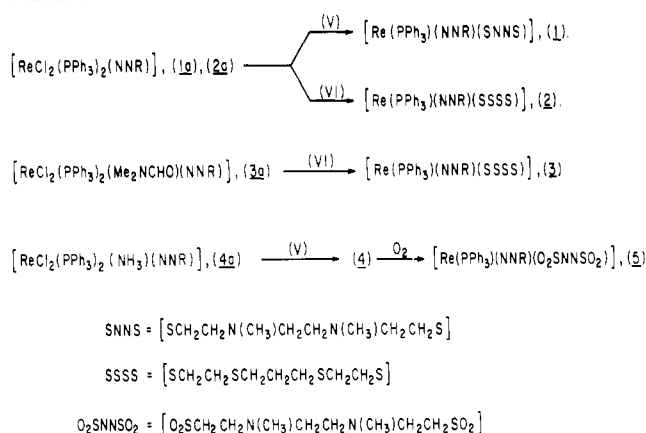 (V) [Re(PPh3)(NNR)(SNNS)], (1).
[ReCl2(PPh3)2(NNR)], (1a),(2a)
(VI) [Re(PPh3)(NNR)(SSSS)], (2).
[ReCl2(PPh3)2(Me2NCHO)(NNR)], (3a) (VI) [Re(PPh3)(NNR)(SSSS)],(3)
[ReCl2(PPh3)2(NH3)(NNR)],(4a) (V) (4) O2 [Re(PPh3)(NNR)(O2SNNSO2)],(5)
SNNS = [SCH2CH2N(CH3)CH2CH2N(CH3)CH2CH2S]
SSSS = [SCH2CH2SCH2CH2CH2SCH2CH2S]
O2SNNSO2 = [O2SCH2CH2N(CH3)CH2CH2N(CH3)CH2CH2SO2]